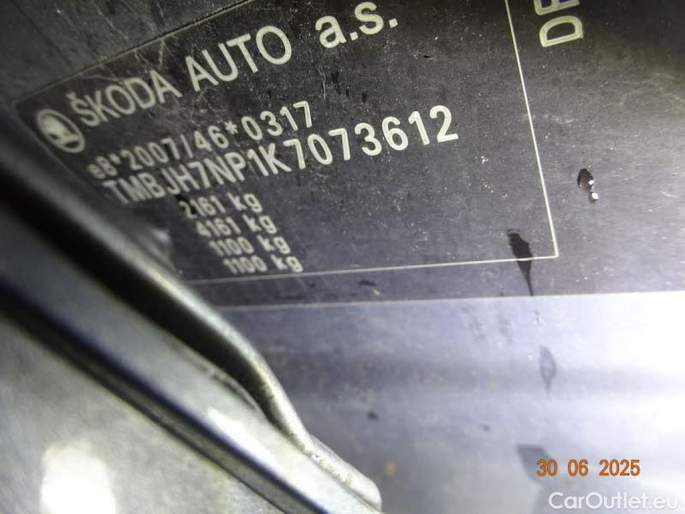 ŠKODA AUTO a.s.
e8*2007/46*0317
TMBJH7NP1K7073612
2161 kg
4161 kg
1100 kg
1100 kg
30 06 2025
CarOutlet.eu